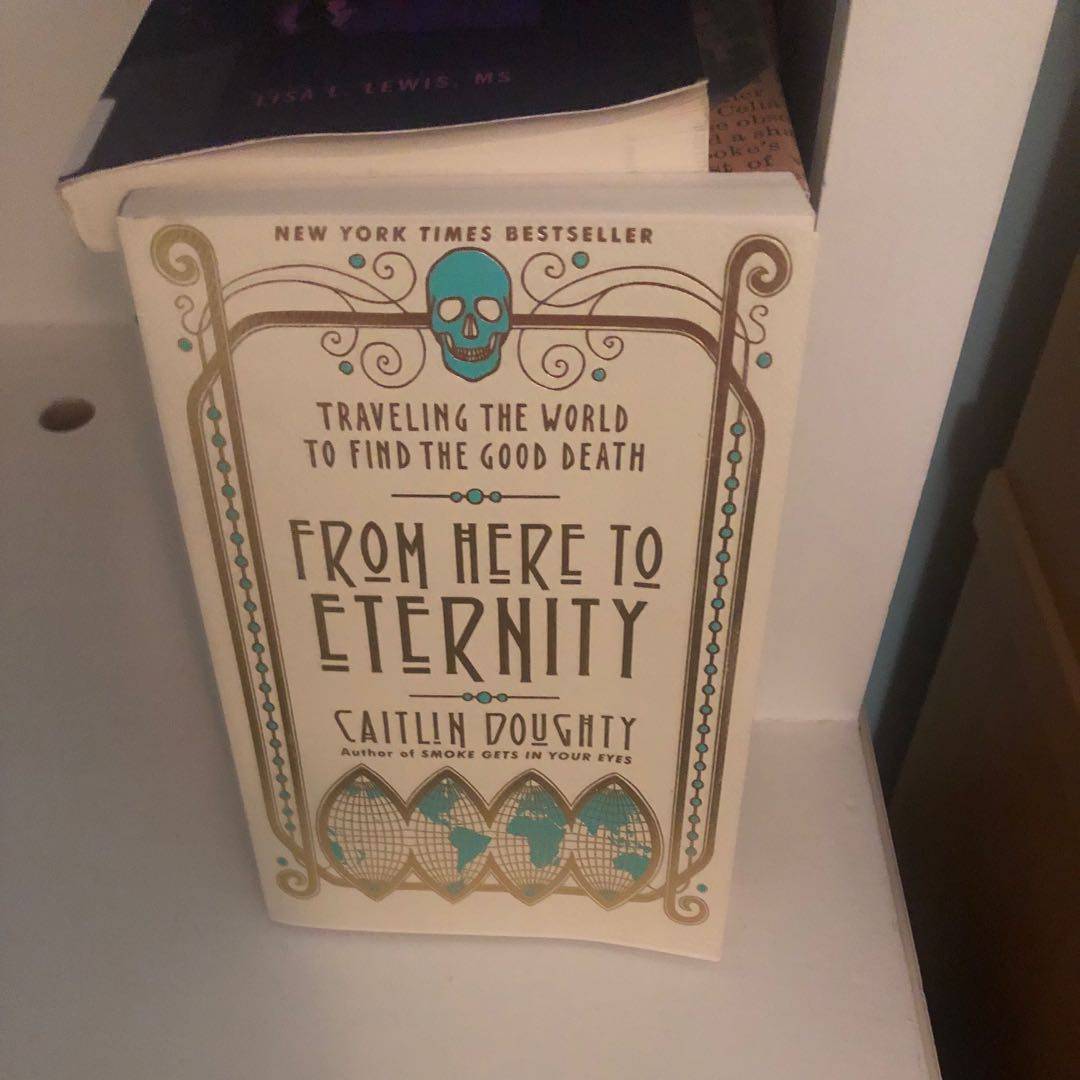 LISA L. LEWIS, MS
NEW YORK TIMES BESTSELLER
TRAVELING THE WORLD
TO FIND THE GOOD DEATH
FROM HERE TO
ETERNITY
CAITLIN DOUGHTY
Author of SMOKE GETS IN YOUR EYES